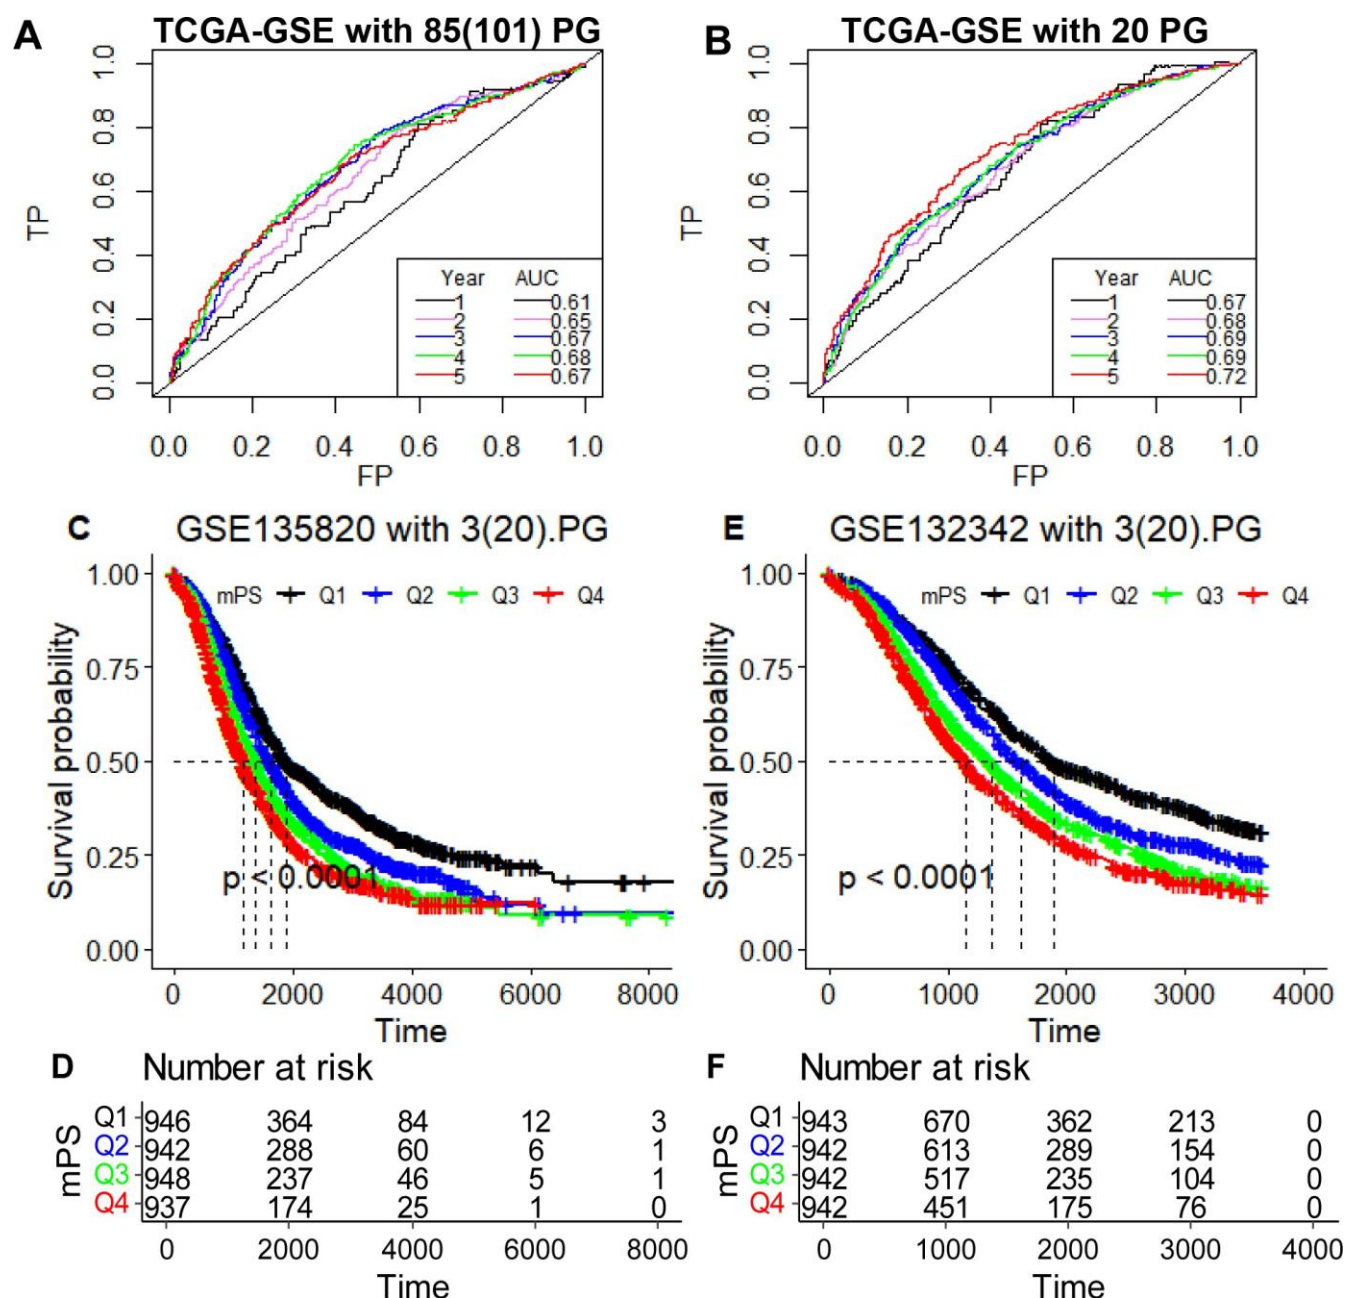 A
TCGA-GSE with 85(101) PG
TP
0.0 0.2 0.4 0.6 0.8 1.0
Year AUC
1 0.61
2 0.65
3 0.67
4 0.68
5 0.67
0.0 0.2 0.4 0.6 0.8 1.0
FP
B
TCGA-GSE with 20 PG
TP
0.0 0.2 0.4 0.6 0.8 1.0
Year AUC
1 0.67
2 0.68
3 0.69
4 0.69
5 0.72
0.0 0.2 0.4 0.6 0.8 1.0
FP
C
GSE135820 with 3(20).PG
mPS Q1 Q2 Q3 Q4
Survival probability
1.00
0.75
0.50
0.25
0.00
p < 0.0001
0 2000 4000 6000 8000
Time
E
GSE132342 with 3(20).PG
mPS Q1 Q2 Q3 Q4
Survival probability
1.00
0.75
0.50
0.25
0.00
p < 0.0001
0 1000 2000 3000 4000
Time
D
Number at risk
mPS
Q1 946 364 84 12 3
Q2 942 288 60 6 1
Q3 948 237 46 5 1
Q4 937 174 25 1 0
0 2000 4000 6000 8000
Time
F
Number at risk
mPS
Q1 943 670 362 213 0
Q2 942 613 289 154 0
Q3 942 517 235 104 0
Q4 942 451 175 76 0
0 1000 2000 3000 4000
Time